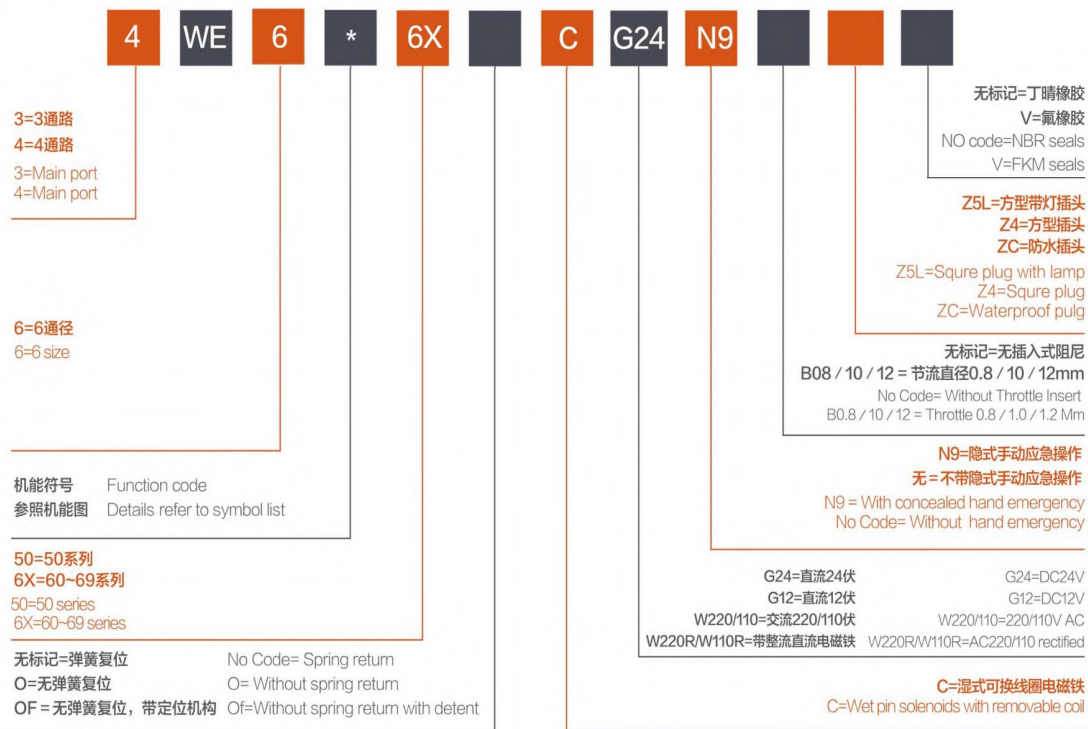 4 WE 6 * 6X C G24 N9
3=3通路
4=4通路
3=Main port
4=Main port
6=6通径
6=6 size
机能符号 Function code
参照机能图 Details refer to symbol list
50=50系列
6X=60~69系列
50=50 series
6X=60~69 series
无标记=弹簧复位 No Code= Spring return
O=无弹簧复位 O= Without spring return
OF=无弹簧复位，带定位机构 Of=Without spring return with detent
无标记=丁晴橡胶
V=氟橡胶
NO code=NBR seals
V=FKM seals
Z5L=方型带灯插头
Z4=方型插头
ZC=防水插头
Z5L=Squre plug with lamp
Z4=Squre plug
ZC=Waterproof pulg
无标记=无插入式阻尼
B08 / 10 / 12 = 节流直径0.8 / 10 / 12mm
No Code= Without Throttle Insert
B0.8 / 10 / 12 = Throttle 0.8 / 1.0 / 1.2 Mm
N9=隐式手动应急操作
无=不带隐式手动应急操作
N9 = With concealed hand emergency
No Code= Without hand emergency
G24=直流24伏 G24=DC24V
G12=直流12伏 G12=DC12V
W220/110=交流220/110伏 W220/110=220/110V AC
W220R/W110R=带整流直流电磁铁 W220R/W110R=AC220/110 rectified
C=湿式可换线圈电磁铁
C=Wet pin solenoids with removable coil